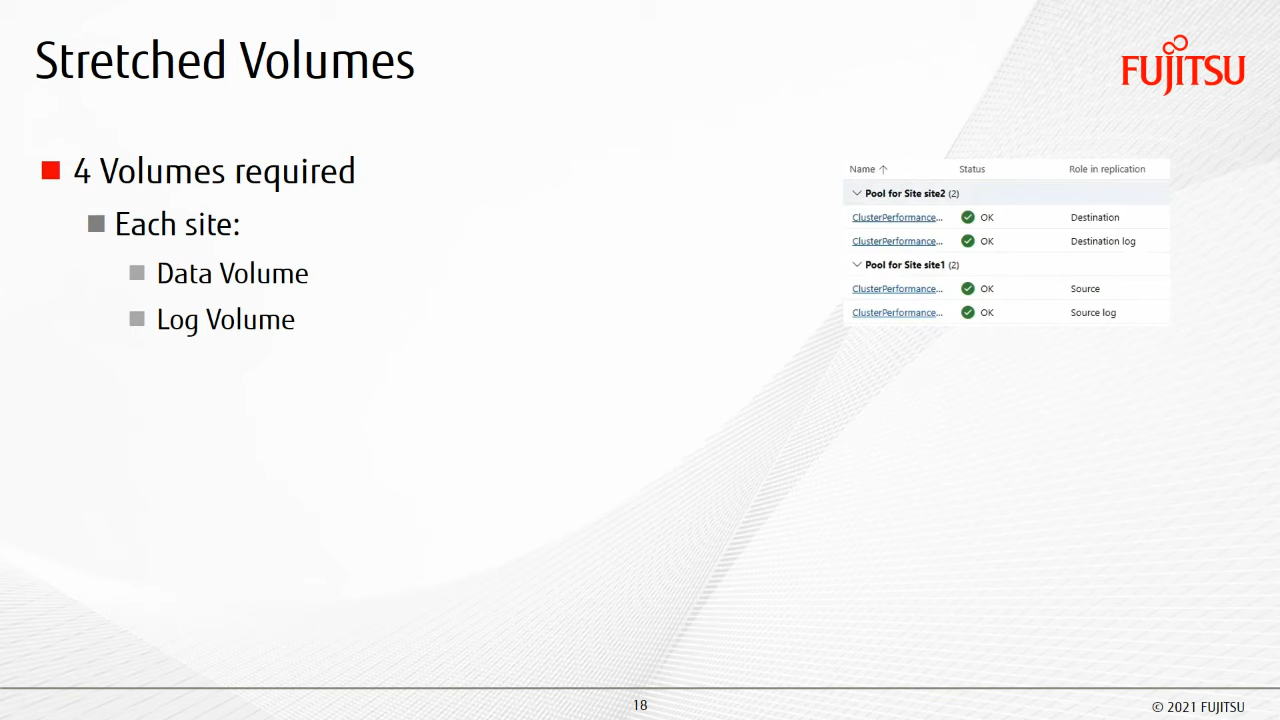 Stretched Volumes
FUJITSU
4 Volumes required
Each site:
Data Volume
Log Volume
Name ↑ Status Role in replication
Pool for Site site2 (2)
ClusterPerformance... OK Destination
ClusterPerformance... OK Destination log
Pool for Site site1 (2)
ClusterPerformance... OK Source
ClusterPerformance... OK Source log
18
© 2021 FUJITSU